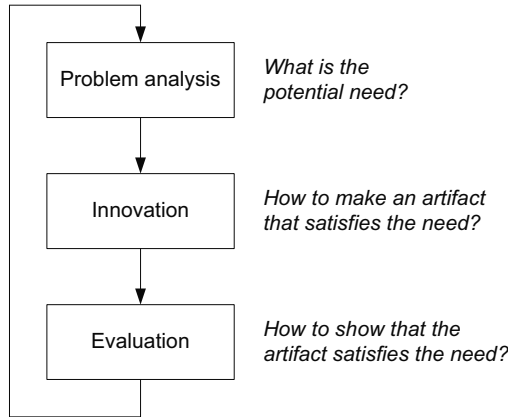 Problem analysis
What is the
potential need?
Innovation
How to make an artifact
that satisfies the need?
Evaluation
How to show that the
artifact satisfies the need?